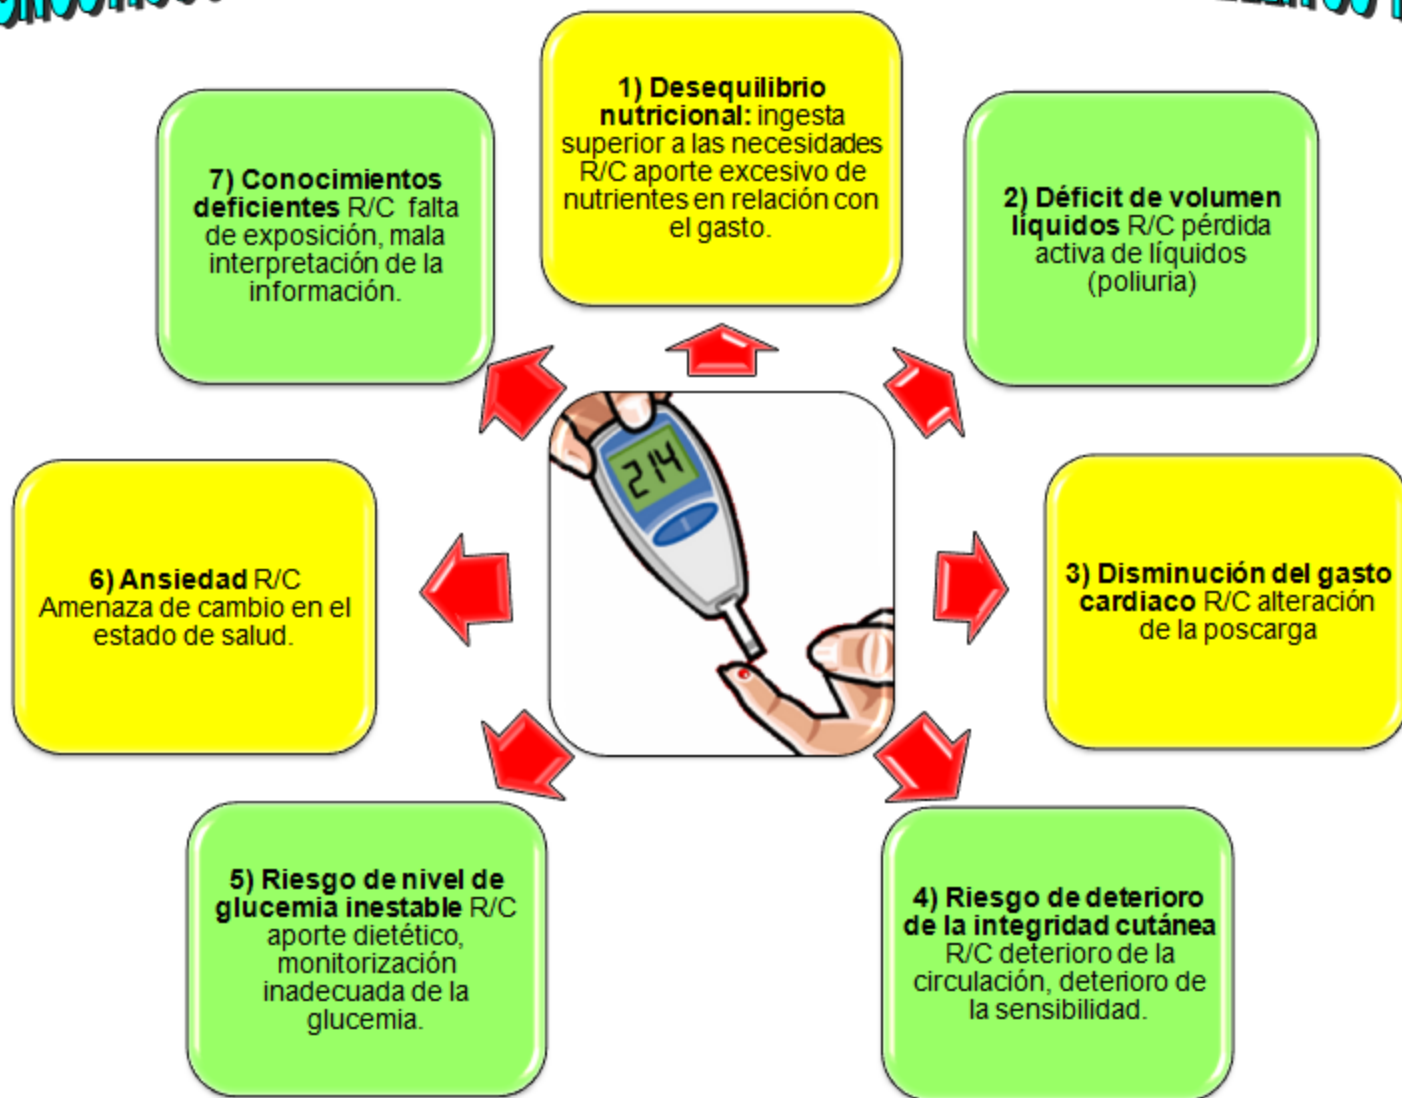 1) Desequilibrio
nutricional: ingesta
superior a las necesidades
R/C aporte excesivo de
nutrientes en relación con
el gasto.
2) Déficit de volumen
líquidos R/C pérdida
activa de líquidos
(poliuria)
3) Disminución del gasto
cardiaco R/C alteración
de la poscarga
4) Riesgo de deterioro
de la integridad cutánea
R/C deterioro de la
circulación, deterioro de
la sensibilidad.
5) Riesgo de nivel de
glucemia inestable R/C
aporte dietético,
monitorización
inadecuada de la
glucemia.
6) Ansiedad R/C
Amenaza de cambio en el
estado de salud.
7) Conocimientos
deficientes R/C falta
de exposición, mala
interpretación de la
información.
214